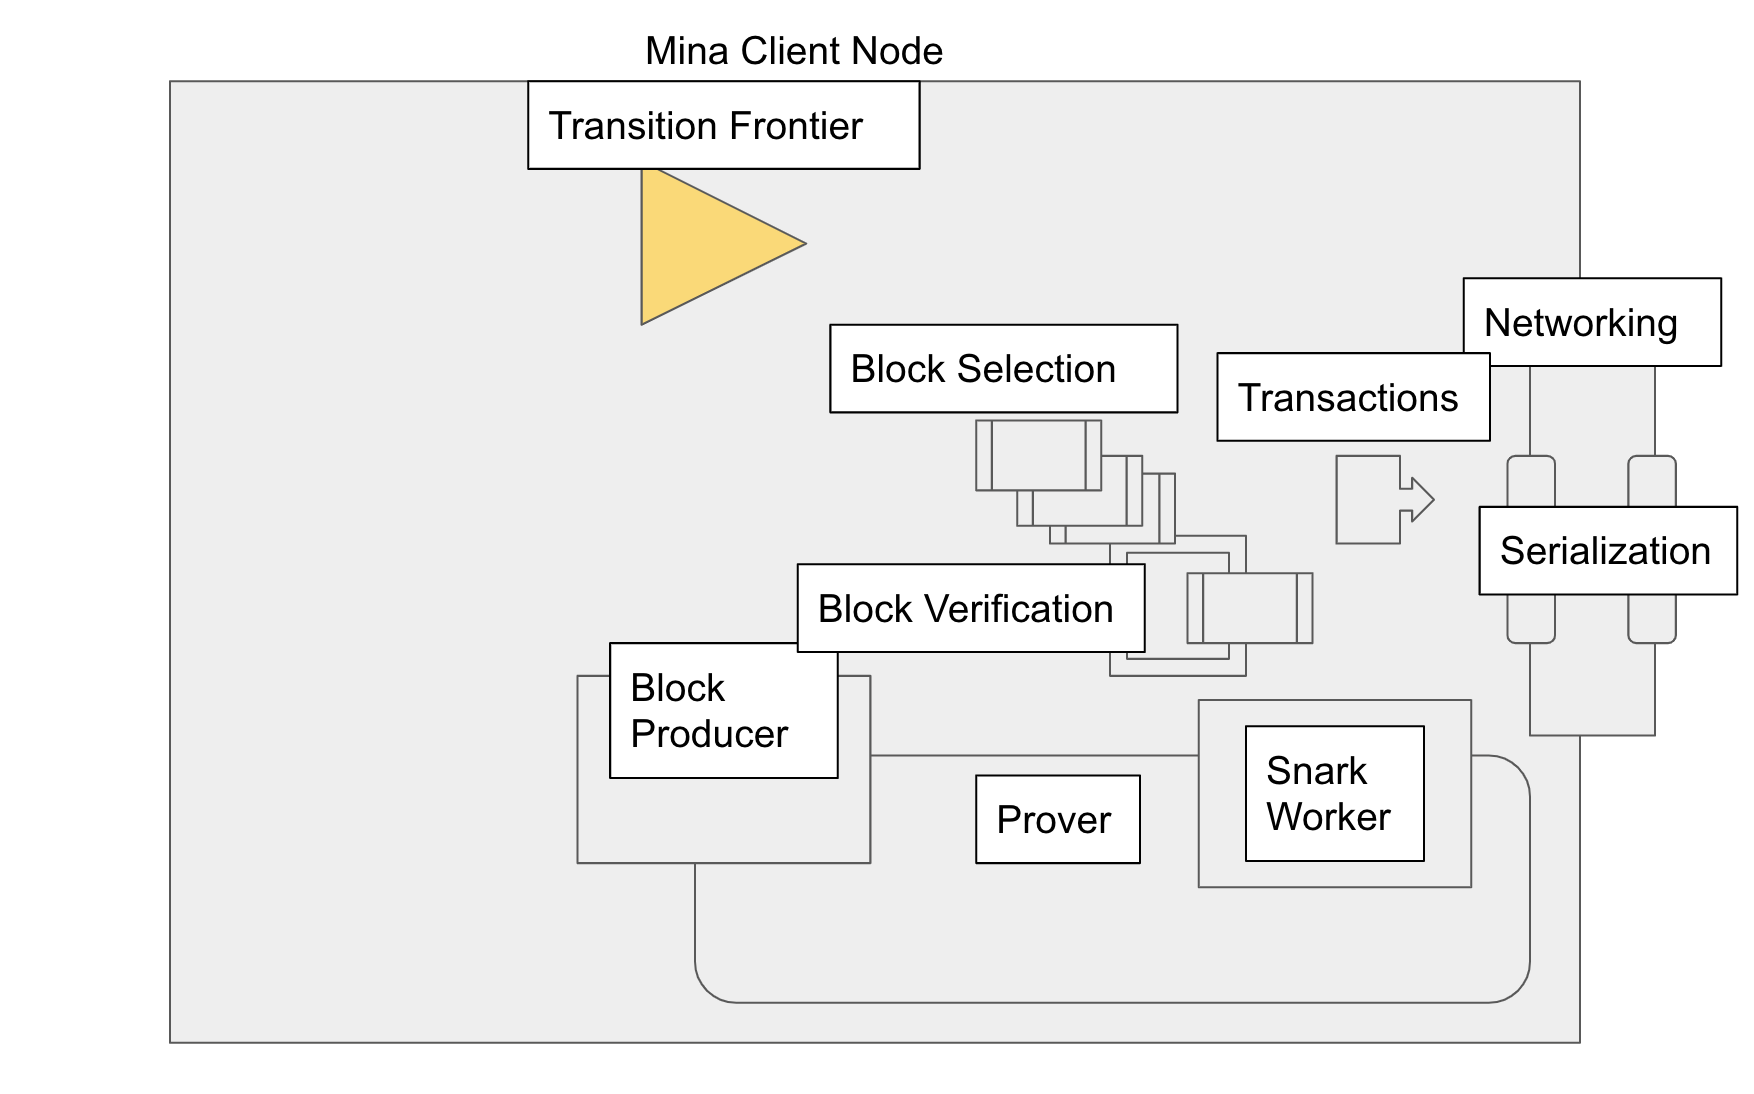 Mina Client Node
Transition Frontier
Networking
Block Selection
Transactions
Serialization
Block Verification
Block
Producer
Snark
Worker
Prover